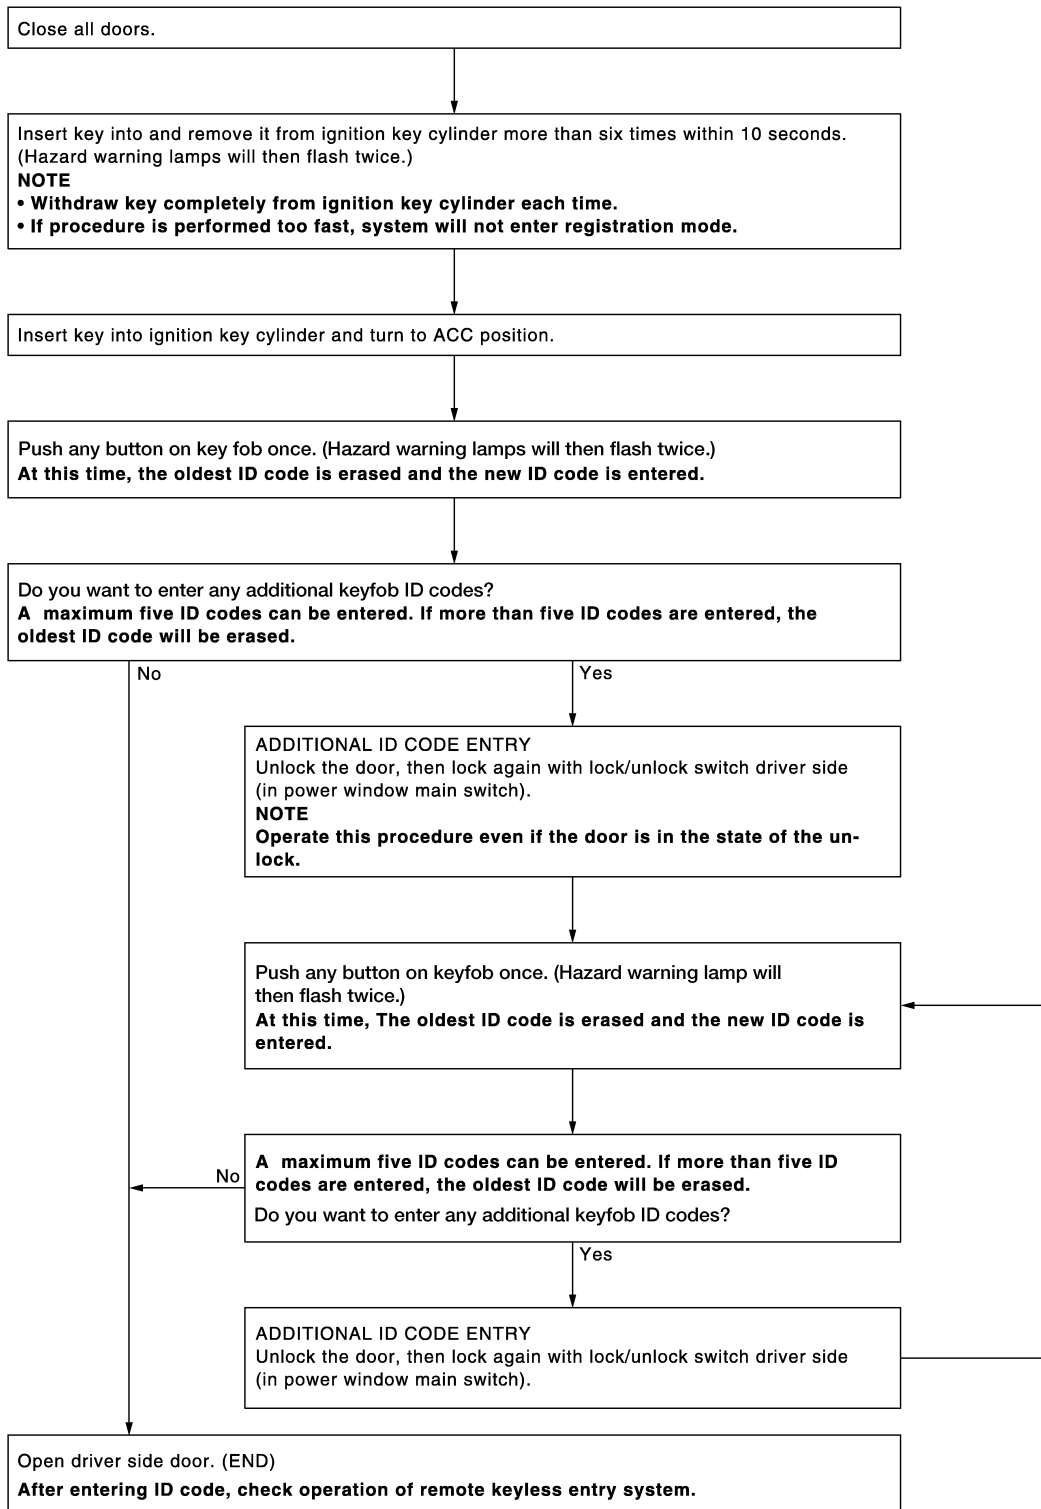 Close all doors.
Insert key into and remove it from ignition key cylinder more than six times within 10 seconds.
(Hazard warning lamps will then flash twice.)
NOTE
• Withdraw key completely from ignition key cylinder each time.
• If procedure is performed too fast, system will not enter registration mode.
Insert key into ignition key cylinder and turn to ACC position.
Push any button on key fob once. (Hazard warning lamps will then flash twice.)
At this time, the oldest ID code is erased and the new ID code is entered.
Do you want to enter any additional keyfob ID codes?
A maximum five ID codes can be entered. If more than five ID codes are entered, the
oldest ID code will be erased.
No
Yes
ADDITIONAL ID CODE ENTRY
Unlock the door, then lock again with lock/unlock switch driver side
(in power window main switch).
NOTE
Operate this procedure even if the door is in the state of the un-
lock.
Push any button on keyfob once. (Hazard warning lamp will
then flash twice.)
At this time, The oldest ID code is erased and the new ID code is
entered.
No
A maximum five ID codes can be entered. If more than five ID
codes are entered, the oldest ID code will be erased.
Do you want to enter any additional keyfob ID codes?
Yes
ADDITIONAL ID CODE ENTRY
Unlock the door, then lock again with lock/unlock switch driver side
(in power window main switch).
Open driver side door. (END)
After entering ID code, check operation of remote keyless entry system.